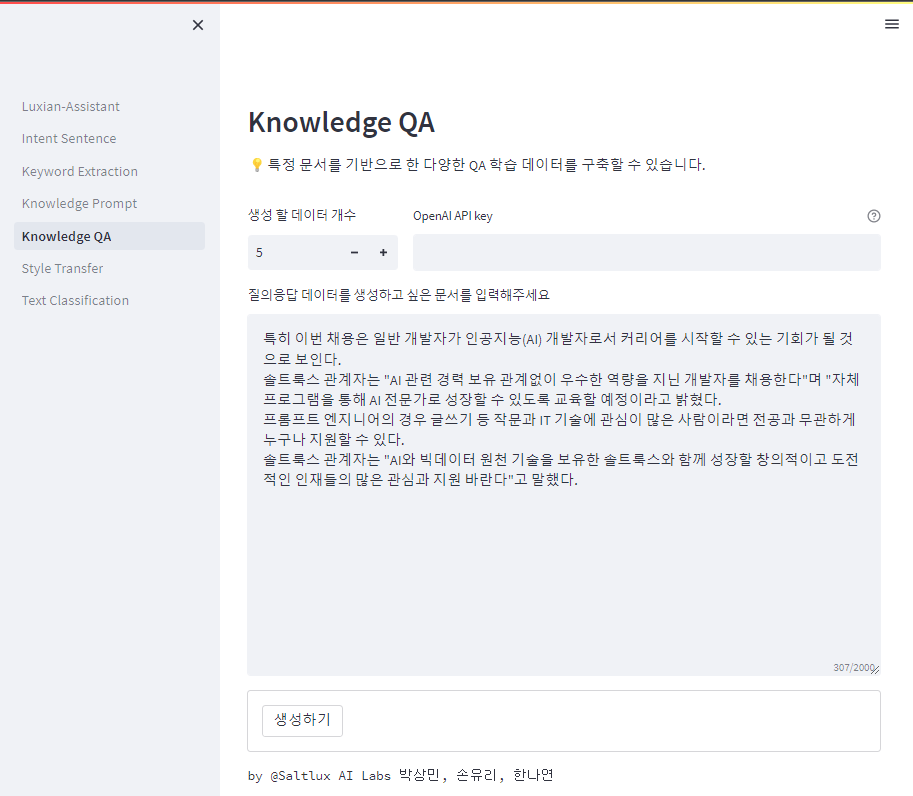 Luxian-Assistant
Intent Sentence
Keyword Extraction
Knowledge Prompt
Knowledge QA
Style Transfer
Text Classification
Knowledge QA
💡 특정 문서를 기반으로 한 다양한 QA 학습 데이터를 구축할 수 있습니다.
생성 할 데이터 개수
OpenAI API key
5
질의응답 데이터를 생성하고 싶은 문서를 입력해주세요
특히 이번 채용은 일반 개발자가 인공지능(AI) 개발자로서 커리어를 시작할 수 있는 기회가 될 것
으로 보인다.
솔트룩스 관계자는 "AI 관련 경력 보유 관계없이 우수한 역량을 지닌 개발자를 채용한다"며 "자체
프로그램을 통해 AI 전문가로 성장할 수 있도록 교육할 예정이라고 밝혔다.
프롬프트 엔지니어의 경우 글쓰기 등 작문과 IT 기술에 관심이 많은 사람이라면 전공과 무관하게
누구나 지원할 수 있다.
솔트룩스 관계자는 "AI와 빅데이터 원천 기술을 보유한 솔트룩스와 함께 성장할 창의적이고 도전
적인 인재들의 많은 관심과 지원 바란다"고 말했다.
307/2000
생성하기
by @Saltlux AI Labs 박상민, 손유리, 한나연